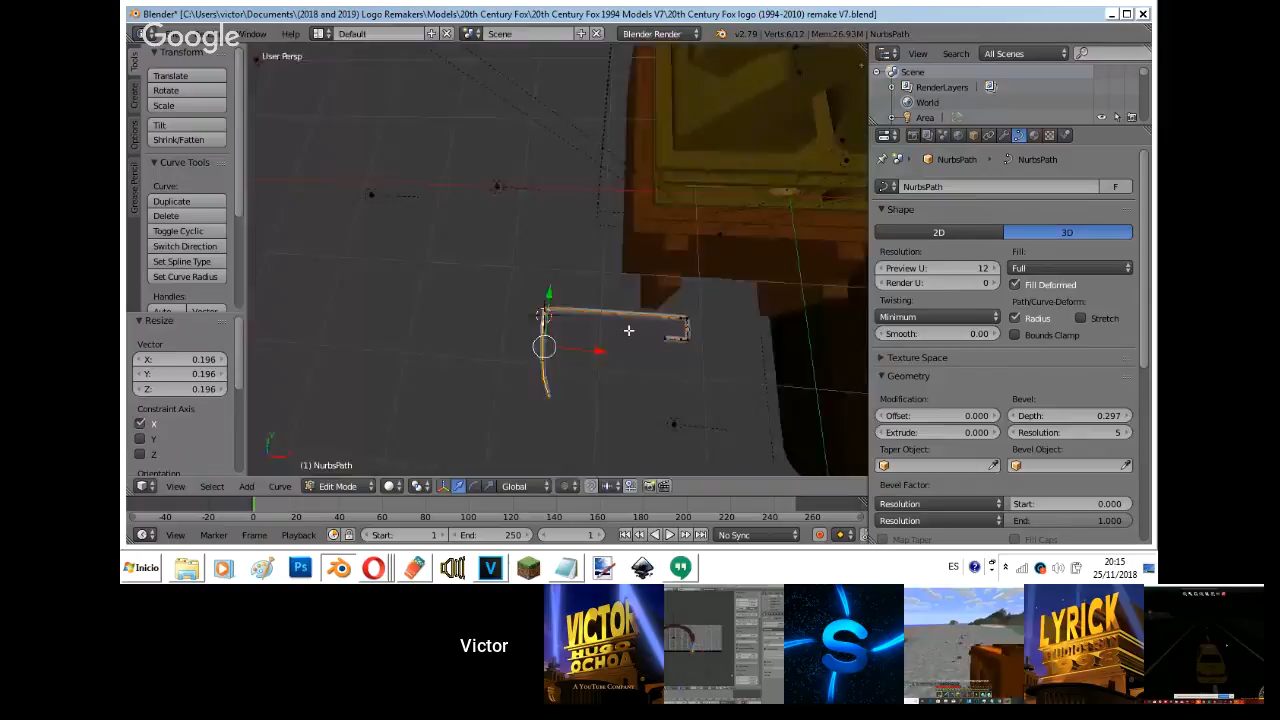 Blender* [C:\Users\victor\Documents\(2018 and 2019) Logo Remakers\Models\20th Century Fox\20th Century Fox 1994 Models V7\20th Century Fox logo (1994-2010) remake V7.blend]
Google
Window Help Default Scene Blender Render v2.79 | Verts:6/12 | Mem:26.93M | NurbsPath
View Search All Scenes
Tools
Create
Options
Grease Pencil
Transform
Translate
Rotate
Scale
Tilt
Shrink/Fatten
Curve Tools
Curve:
Duplicate
Delete
Toggle Cyclic
Switch Direction
Set Spline Type
Set Curve Radius
Handles:
Auto Vector
Resize
Vector
X: 0.196
Y: 0.196
Z: 0.196
Constraint Axis
X
Y
Z
Orientation
User Persp
(1) NurbsPath
Scene
RenderLayers
World
Area
NurbsPath NurbsPath
NurbsPath F
Shape
2D 3D
Resolution: Fill:
Preview U: 12 Full
Render U: 0 Fill Deformed
Twisting: Path/Curve-Deform:
Minimum Radius Stretch
Smooth: 0.00 Bounds Clamp
Texture Space
Geometry
Modification: Bevel:
Offset: 0.000 Depth: 0.297
Extrude: 0.000 Resolution: 5
Taper Object: Bevel Object:
Bevel Factor:
Resolution Start: 0.000
Resolution End: 1.000
Map Taper Fill Caps
View Select Add Curve Edit Mode Global
-40 -20 0 20 40 60 80 100 120 140 160 180 200 220 240 260
View Marker Frame Playback Start: 1 End: 250 1 No Sync
Inicio
Ps
V
ES
20:15
25/11/2018
Victor
VICTOR
HUGO
OCHOA
A YOUTUBE COMPANY
S
LYRICK